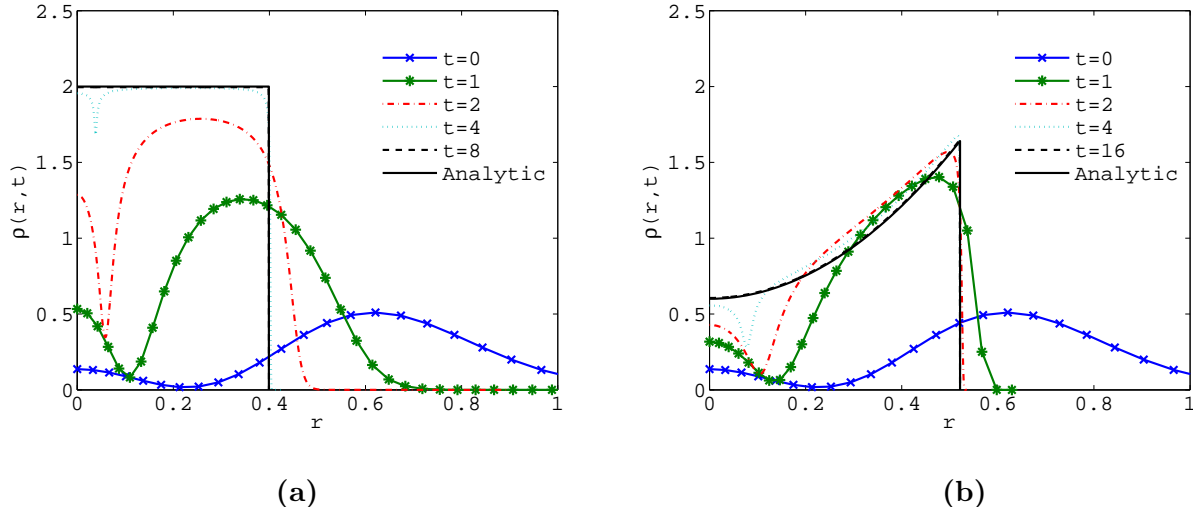 2.5
2
1.5
1
0.5
0
ρ(r,t)
t=0
t=1
t=2
t=4
t=8
Analytic
0 0.2 0.4 0.6 0.8 1
r
(a)
2.5
2
1.5
1
0.5
0
ρ(r,t)
t=0
t=1
t=2
t=4
t=16
Analytic
0 0.2 0.4 0.6 0.8 1
r
(b)